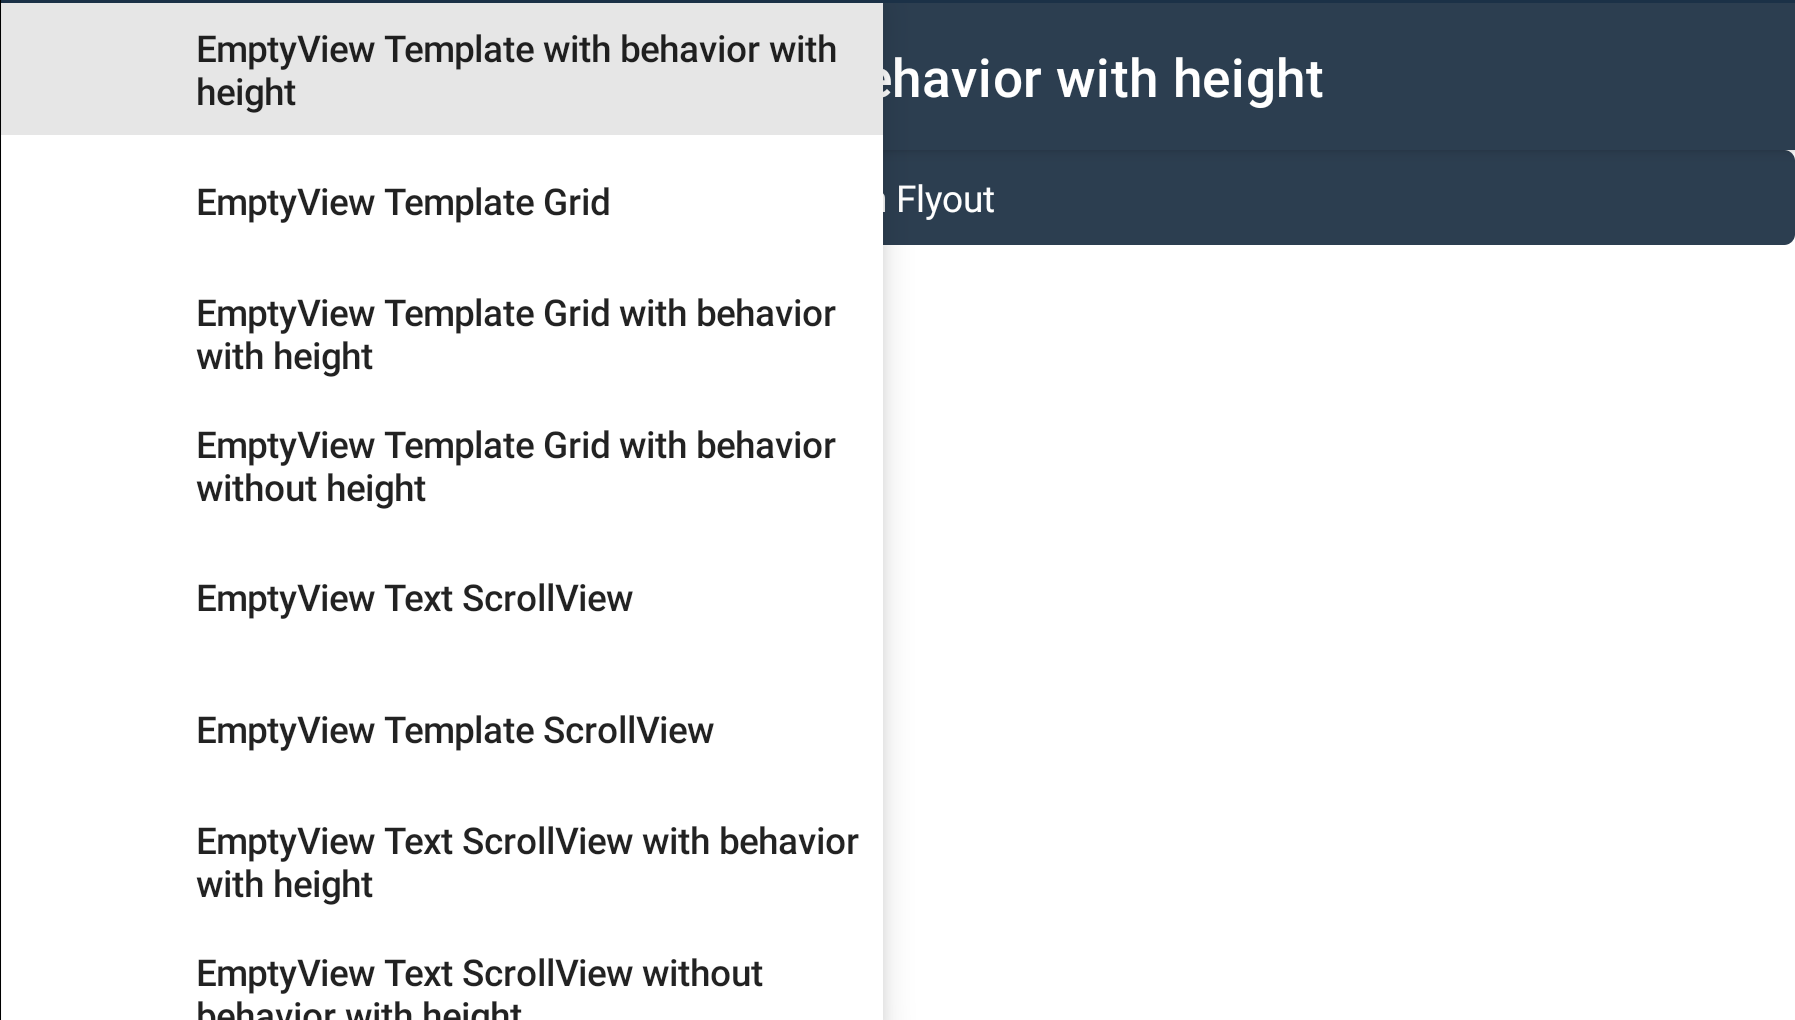 EmptyView Template with behavior with
height
EmptyView Template Grid
EmptyView Template Grid with behavior
with height
EmptyView Template Grid with behavior
without height
EmptyView Text ScrollView
EmptyView Template ScrollView
EmptyView Text ScrollView with behavior
with height
EmptyView Text ScrollView without
behavior with height
ehavior with height
Flyout